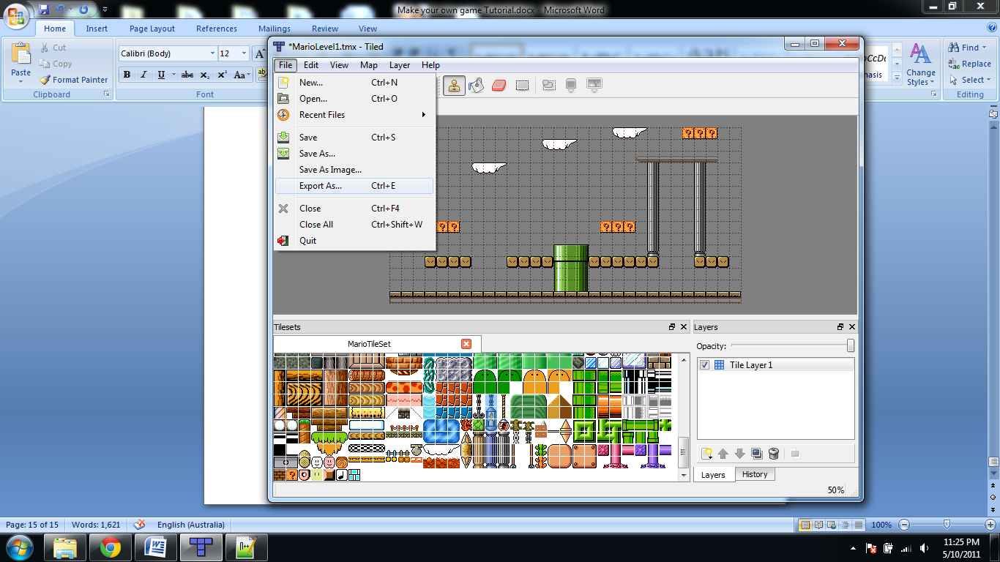 Make your own game Tutorial.docx - Microsoft Word
Home Insert Page Layout References Mailings Review View
Cut
Copy
Format Painter
Paste
Clipboard
Calibri (Body) 12
B I U abc X₂ X² Aa
Font
Change
Styles
Find
Replace
Select
Editing
*MarioLevel1.tmx - Tiled
File Edit View Map Layer Help
New... Ctrl+N
Open... Ctrl+O
Recent Files
Save Ctrl+S
Save As...
Save As Image...
Export As... Ctrl+E
Close Ctrl+F4
Close All Ctrl+Shift+W
Quit
Tilesets
MarioTileSet
Layers
Opacity:
Tile Layer 1
Layers History
50%
Page: 15 of 15 Words: 1,621 English (Australia) 100%
11:25 PM
5/10/2011